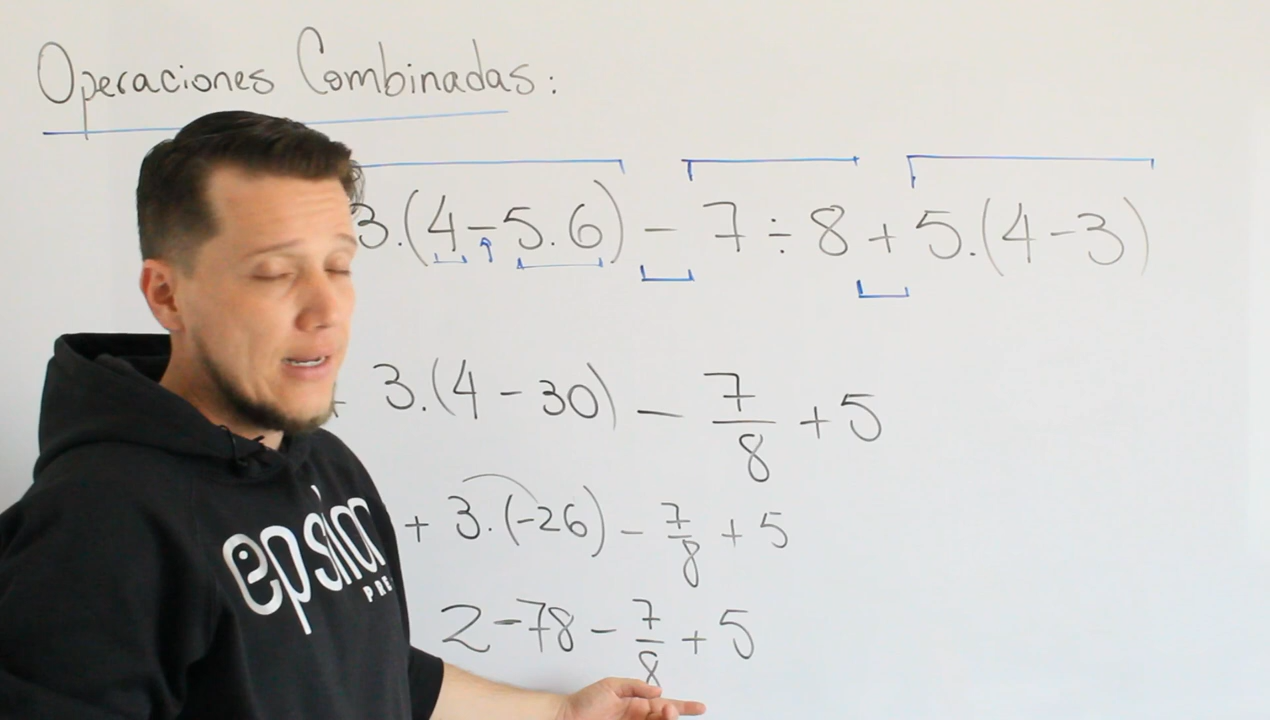 Operaciones Combinadas:
3.(4-5.6) - 7÷8 + 5.(4-3)
+ 3.(4-30) - 7/8 + 5
+ 3.(-26) - 7/8 + 5
2-78 - 7/8 + 5
epsilon
PRE